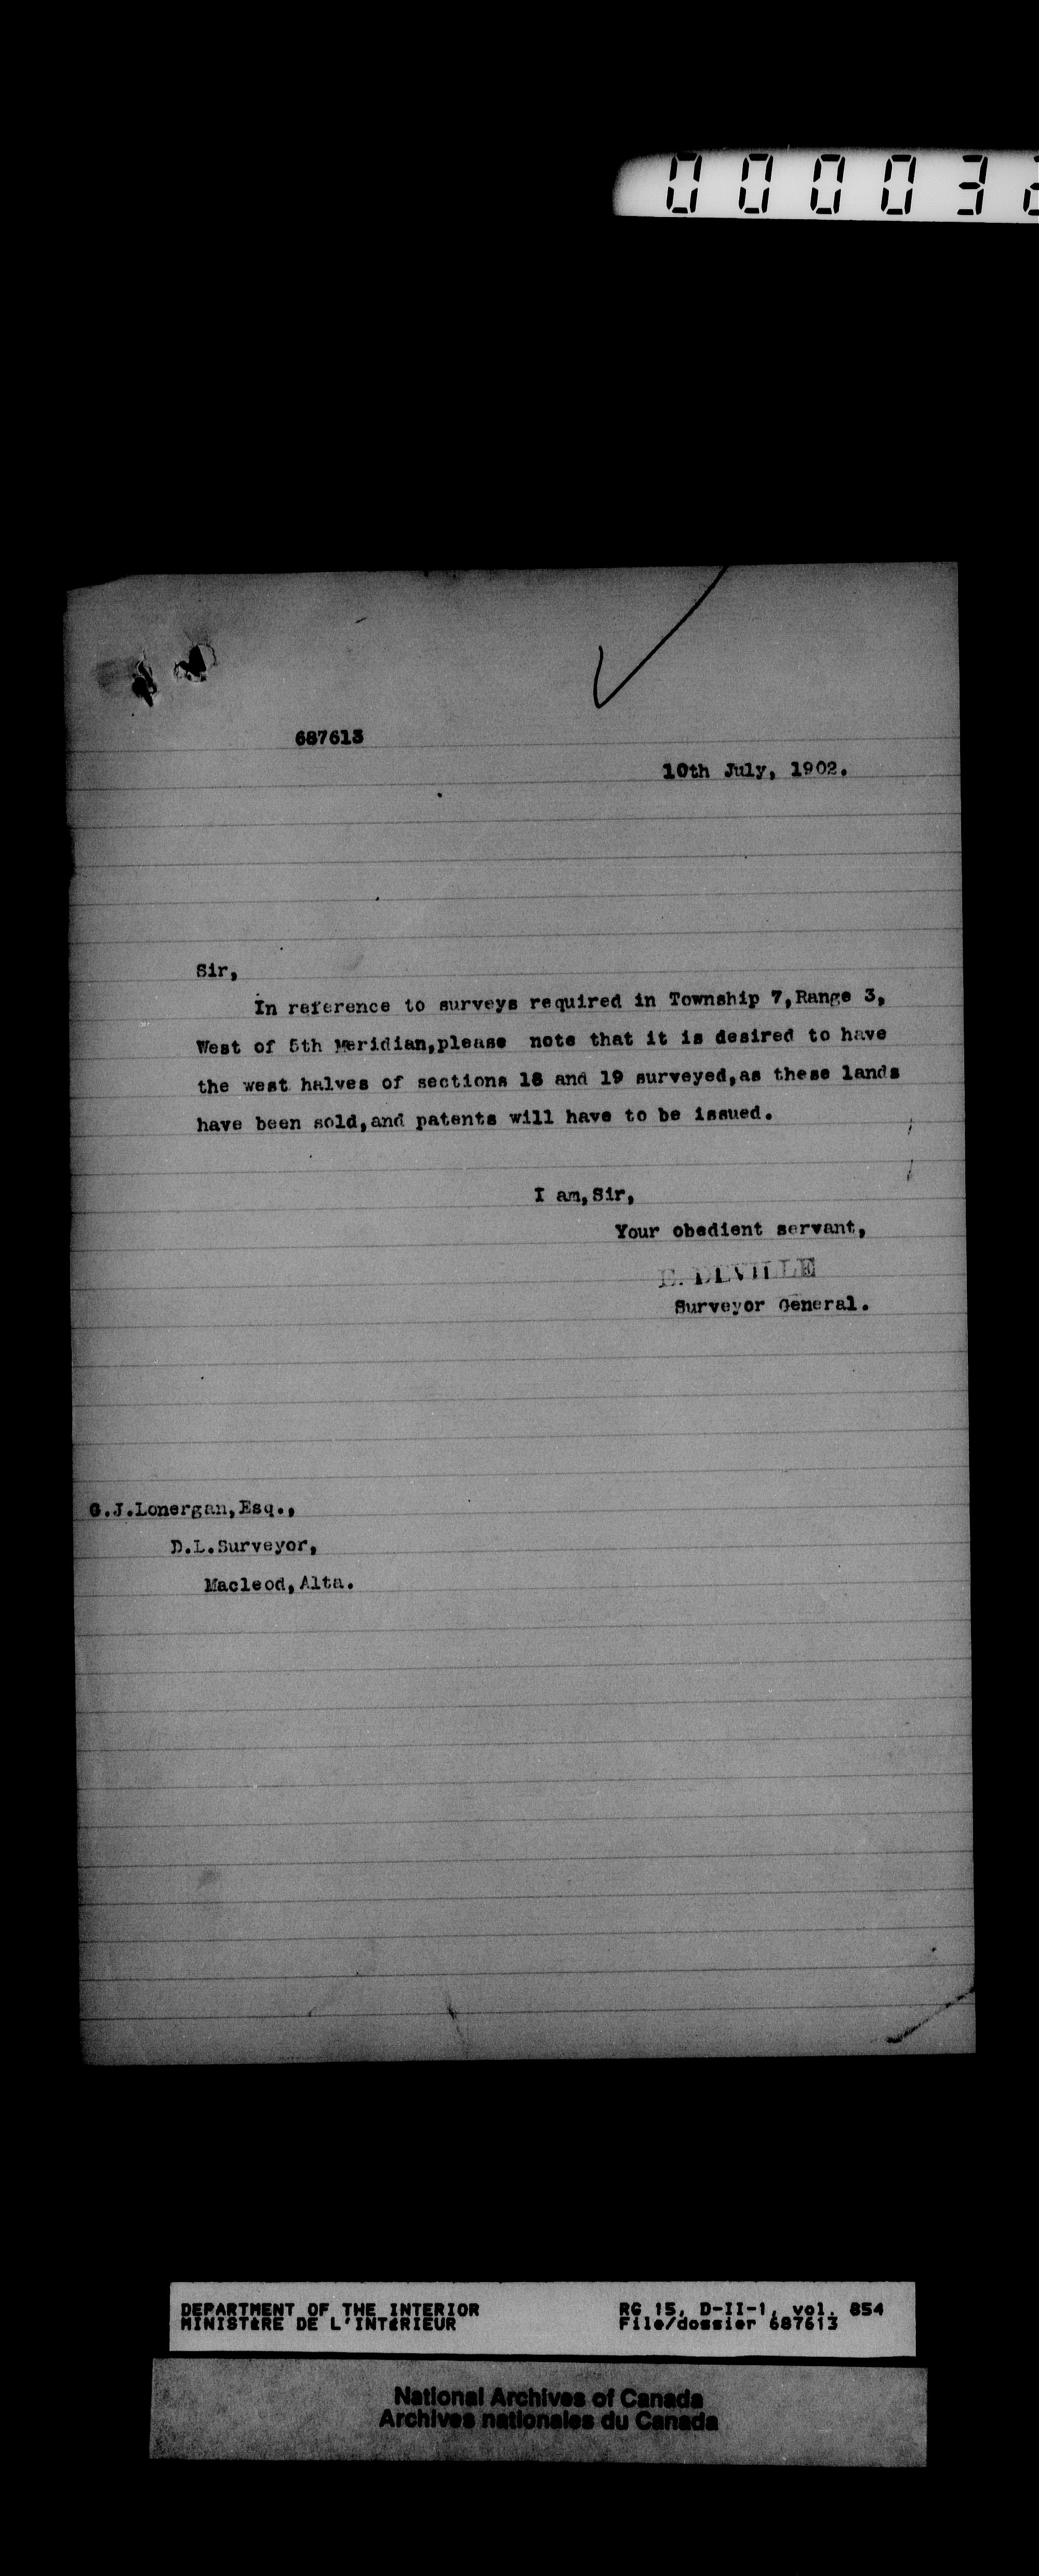 000032
687613
10th July, 1902.
Sir,
In reference to surveys required in Township 7,Range 3,
West of 5th Meridian,please note that it is desired to have
the west halves of sections 18 and 19 surveyed,as these lands
have been sold,and patents will have to be issued.
I am,Sir,
Your obedient servant,
E. DEVILLE
Surveyor General.
G.J.Lonergan,Esq.,
D.L.Surveyor,
Macleod,Alta.
DEPARTMENT OF THE INTERIOR
MINISTÈRE DE L'INTÉRIEUR
RG 15, D-II-1, vol. 854
File/dossier 687613
National Archives of Canada
Archives nationales du Canada